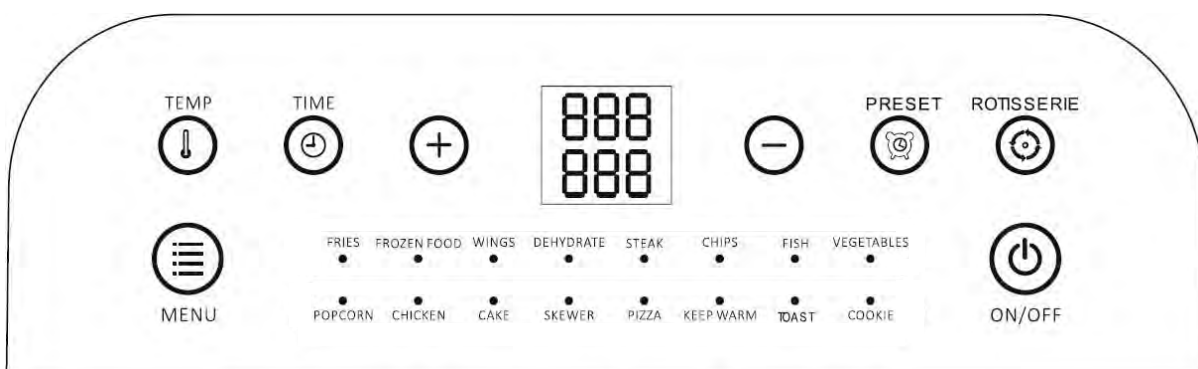 TEMP TIME PRESET ROTISSERIE
888
888
FRIES FROZEN FOOD WINGS DEHYDRATE STEAK CHIPS FISH VEGETABLES
POPCORN CHICKEN CAKE SKEWER PIZZA KEEP WARM TOAST COOKIE
MENU ON/OFF